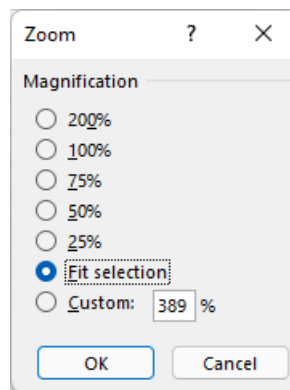 Zoom ? ×
Magnification
200%
100%
75%
50%
25%
Fit selection
Custom: 389 %
OK Cancel